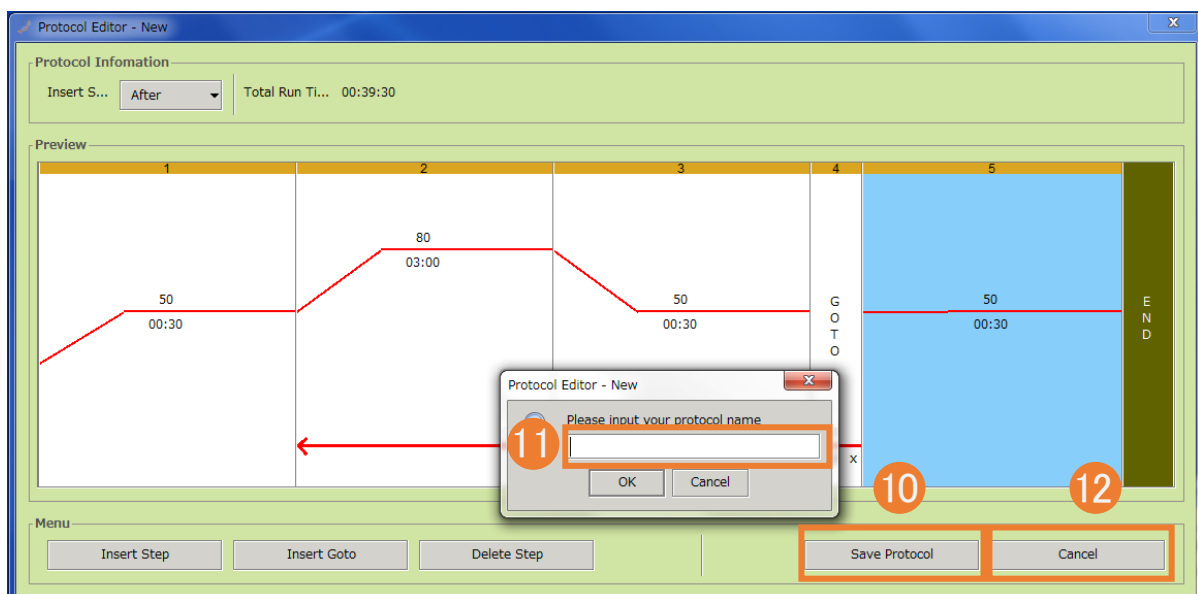 Protocol Editor - New
x
Protocol Infomation
Insert S... After Total Run Ti... 00:39:30
Preview
1 2 3 4 5
80
03:00
50 50 50
00:30 00:30 00:30
GOTO
END
Protocol Editor - New
x
Please input your protocol name
11
OK Cancel
x
10 12
Menu
Insert Step Insert Goto Delete Step Save Protocol Cancel